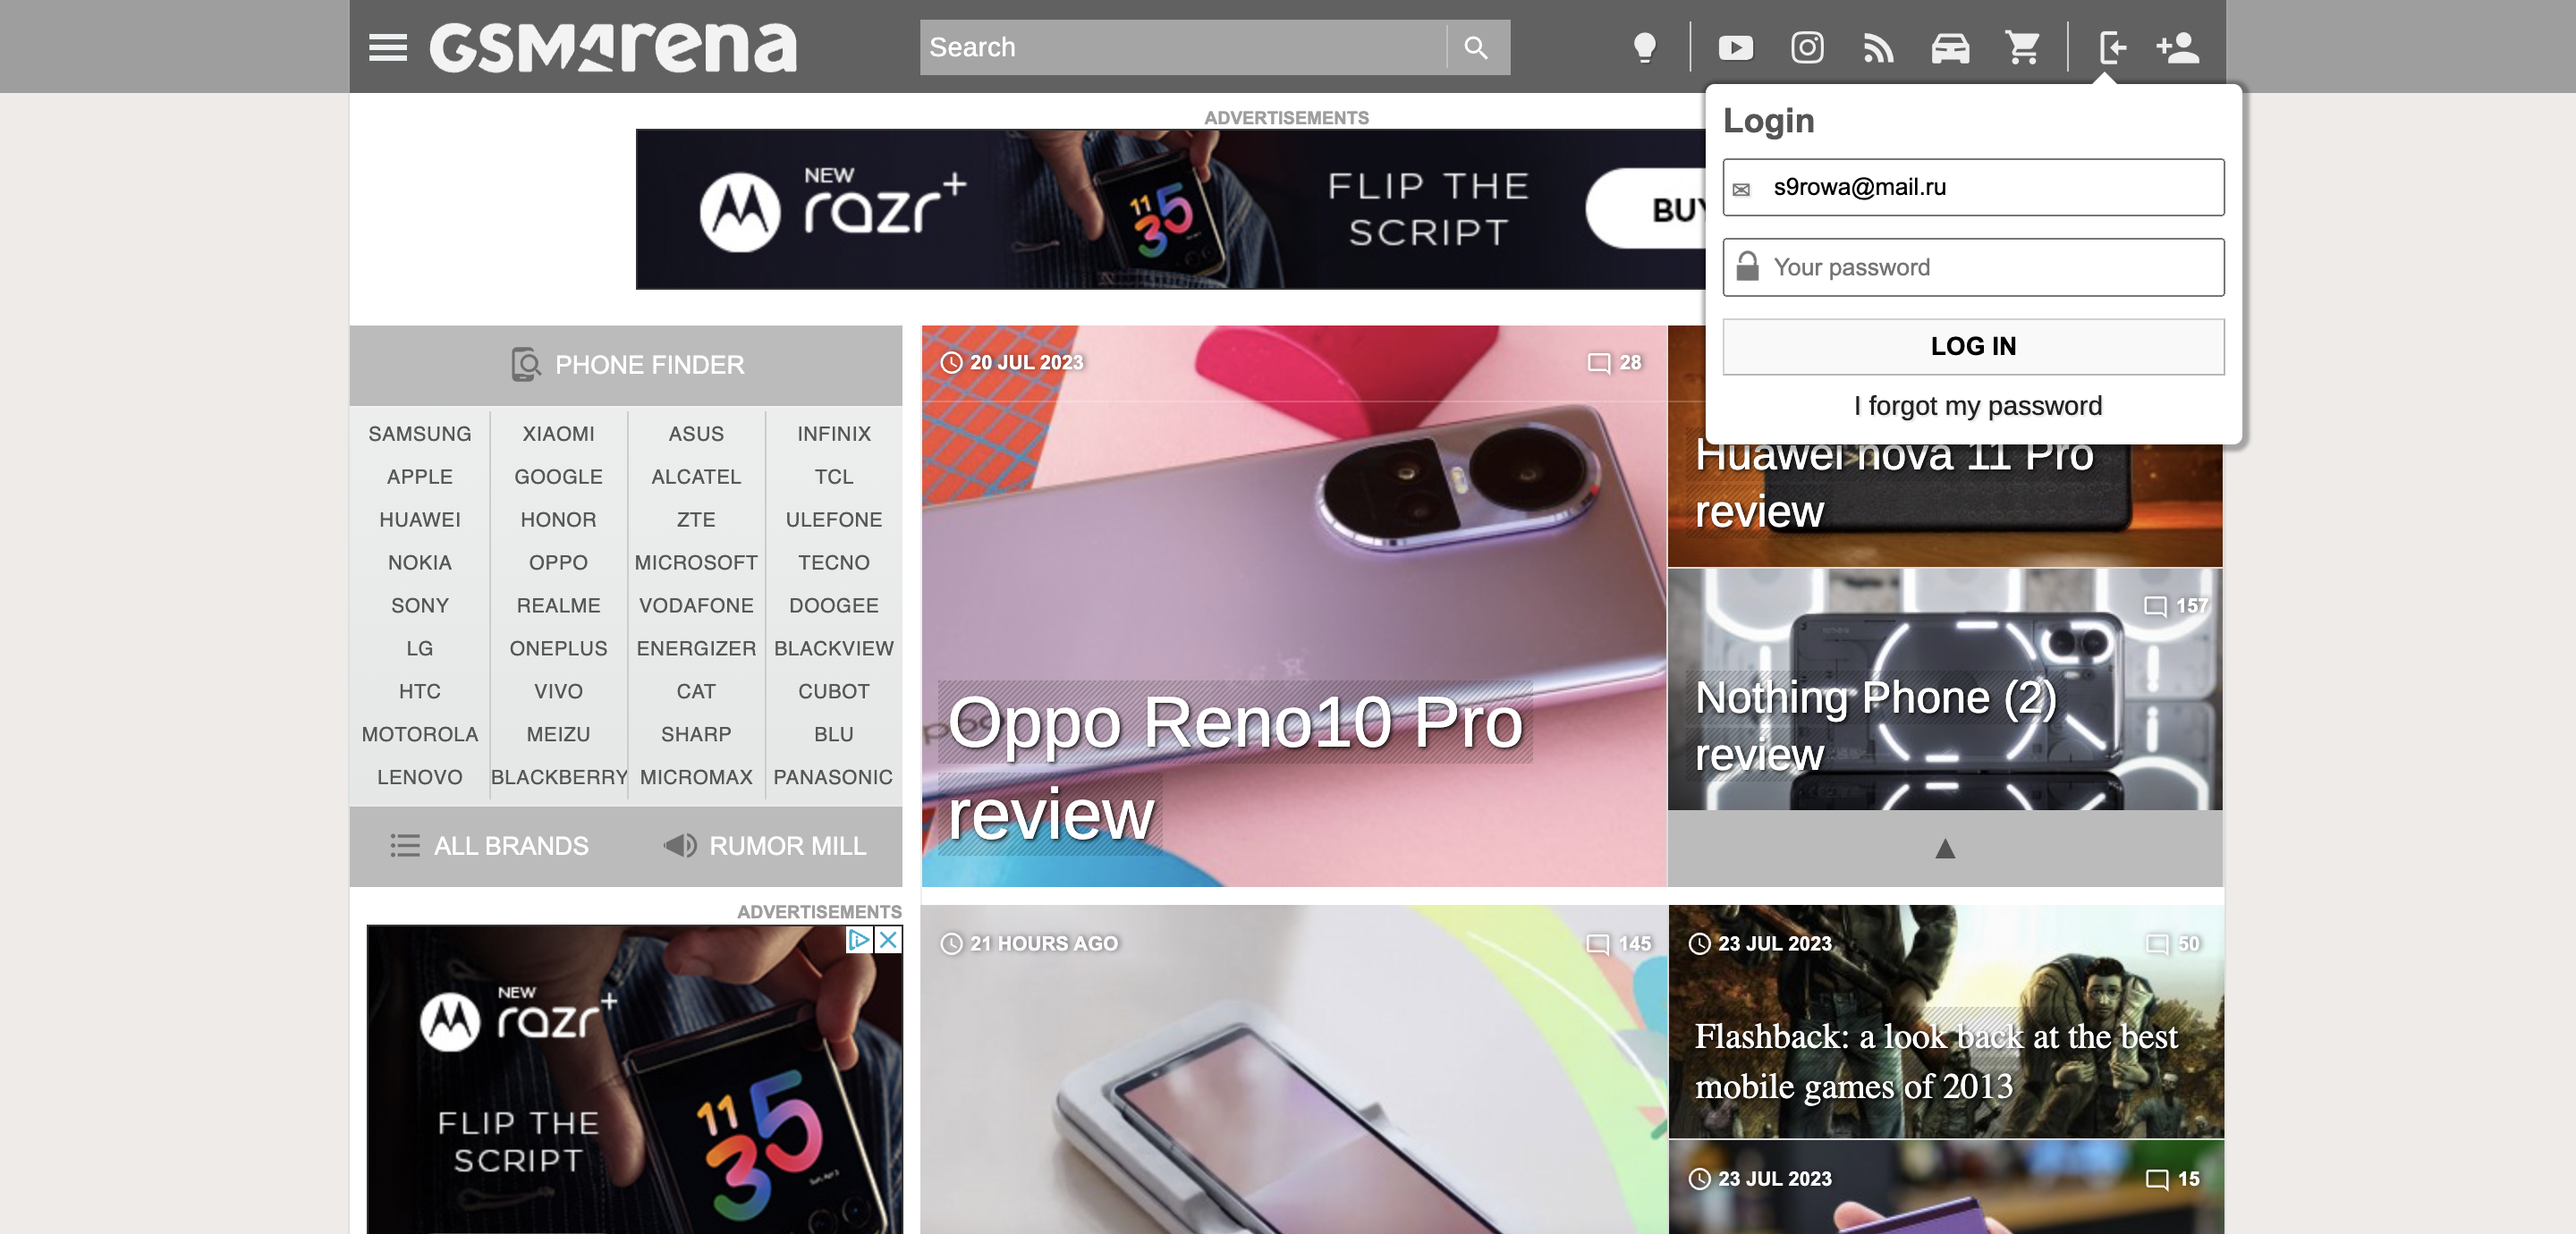 GSMArena
Search
Login
s9rowa@mail.ru
Your password
LOG IN
I forgot my password
ADVERTISEMENTS
NEW
razr+
11
35
FLIP THE
SCRIPT
BUY
PHONE FINDER
SAMSUNG XIAOMI ASUS INFINIX
APPLE GOOGLE ALCATEL TCL
HUAWEI HONOR ZTE ULEFONE
NOKIA OPPO MICROSOFT TECNO
SONY REALME VODAFONE DOOGEE
LG ONEPLUS ENERGIZER BLACKVIEW
HTC VIVO CAT CUBOT
MOTOROLA MEIZU SHARP BLU
LENOVO BLACKBERRY MICROMAX PANASONIC
ALL BRANDS RUMOR MILL
20 JUL 2023 28
Oppo Reno10 Pro
review
Huawei nova 11 Pro
review
157
Nothing Phone (2)
review
ADVERTISEMENTS
NEW
razr+
FLIP THE
SCRIPT
11
35
21 HOURS AGO 145
23 JUL 2023 50
Flashback: a look back at the best
mobile games of 2013
23 JUL 2023 15